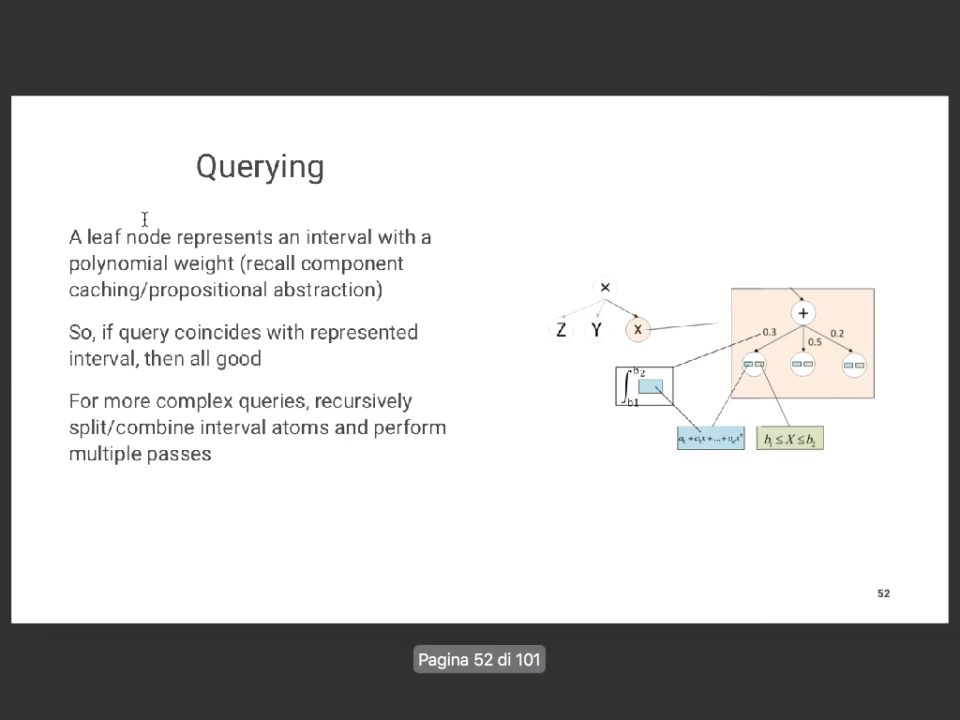 Querying
A leaf node represents an interval with a
polynomial weight (recall component
caching/propositional abstraction)
So, if query coincides with represented
interval, then all good
For more complex queries, recursively
split/combine interval atoms and perform
multiple passes
×
Z Y X
+
0.3 0.5 0.2
∫ b2
b1
b₁ ≤ X ≤ b₂
52
Pagina 52 di 101